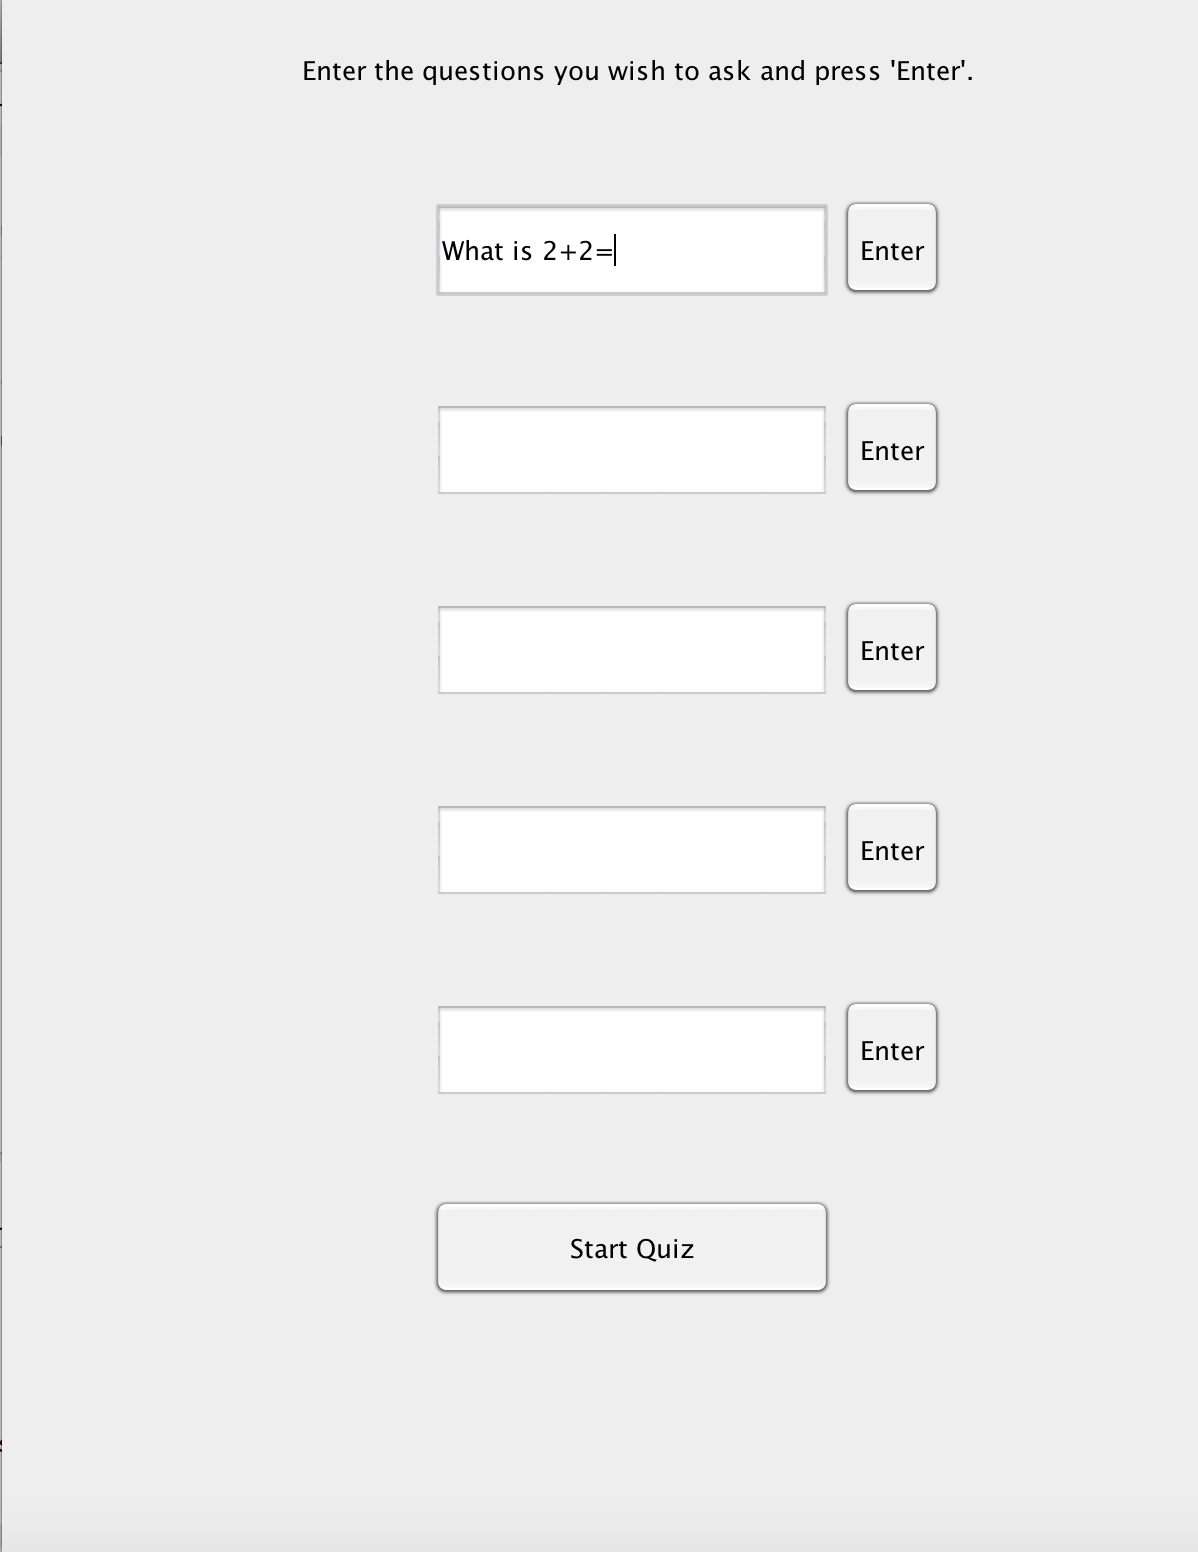 Enter the questions you wish to ask and press 'Enter'.
What is 2+2=
Enter
Enter
Enter
Enter
Enter
Start Quiz